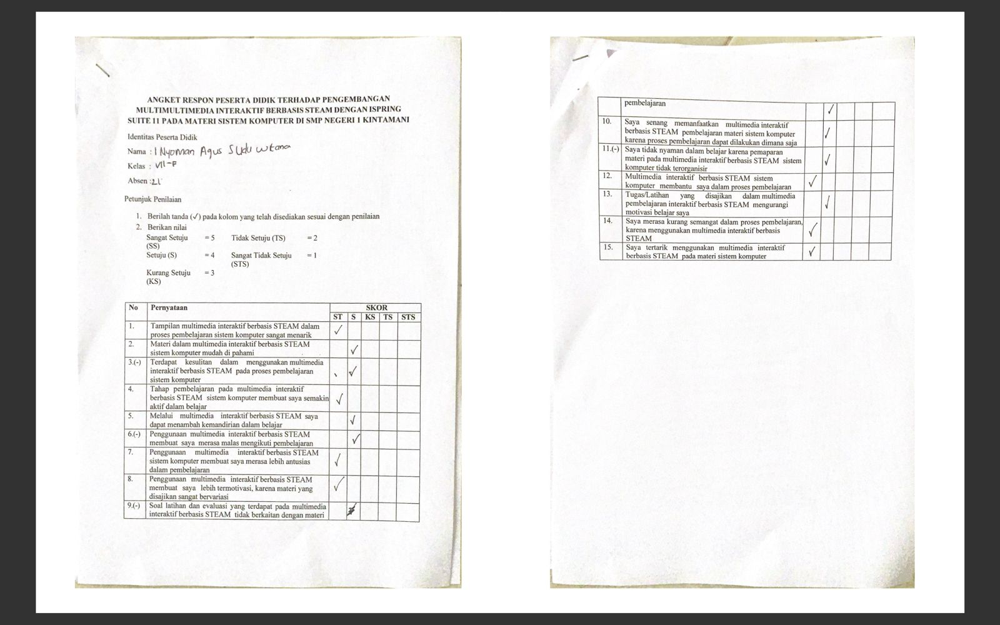 ANGKET RESPON PESERTA DIDIK TERHADAP PENGEMBANGAN
MULTIMULTIMEDIA INTERAKTIF BERBASIS STEAM DENGAN ISPRING
SUITE 11 PADA MATERI SISTEM KOMPUTER DI SMP NEGERI 1 KINTAMANI
Identitas Peserta Didik
Nama : I Nyoman Agus
Kelas : VII-F
Absen : 21
Petunjuk Penilaian
1. Berilah tanda (✓) pada kolom yang telah disediakan sesuai dengan penilaian
2. Berikan nilai
Sangat Setuju = 5 Tidak Setuju (TS) = 2
(SS)
Setuju (S) = 4 Sangat Tidak Setuju = 1
(STS)
Kurang Setuju = 3
(KS)
No Pernyataan SKOR
ST S KS TS STS
1. Tampilan multimedia interaktif berbasis STEAM dalam
proses pembelajaran sistem komputer sangat menarik ✓
2. Materi dalam multimedia interaktif berbasis STEAM
sistem komputer mudah di pahami ✓
3.(-) Terdapat kesulitan dalam menggunakan multimedia
interaktif berbasis STEAM pada proses pembelajaran ✓
sistem komputer
4. Tahap pembelajaran pada multimedia interaktif
berbasis STEAM sistem komputer membuat saya semakin ✓
aktif dalam belajar
5. Melalui multimedia interaktif berbasis STEAM saya
dapat menambah kemandirian dalam belajar ✓
6.(-) Penggunaan multimedia interaktif berbasis STEAM
membuat saya merasa malas mengikuti pembelajaran ✓
7. Penggunaan multimedia interaktif berbasis STEAM
sistem komputer membuat saya merasa lebih antusias ✓
dalam pembelajaran
8. Penggunaan multimedia interaktif berbasis STEAM
membuat saya lebih termotivasi, karena materi yang ✓
disajikan sangat bervariasi
9.(-) Soal latihan dan evaluasi yang terdapat pada multimedia
interaktif berbasis STEAM tidak berkaitan dengan materi
pembelajaran ✓
10. Saya senang memanfaatkan multimedia interaktif
berbasis STEAM pembelajaran materi sistem komputer ✓
karena proses pembelajaran dapat dilakukan dimana saja
11.(-) Saya tidak nyaman dalam belajar karena pemaparan
materi pada multimedia interaktif berbasis STEAM sistem ✓
komputer tidak terorganisir
12. Multimedia interaktif berbasis STEAM sistem
komputer membantu saya dalam proses pembelajaran ✓
13. Tugas/Latihan yang disajikan dalam multimedia
pembelajaran interaktif berbasis STEAM mengurangi ✓
motivasi belajar saya
14. Saya merasa kurang semangat dalam proses pembelajaran,
karena menggunakan multimedia interaktif berbasis ✓
STEAM
15. Saya tertarik menggunakan multimedia interaktif
berbasis STEAM pada materi sistem komputer ✓